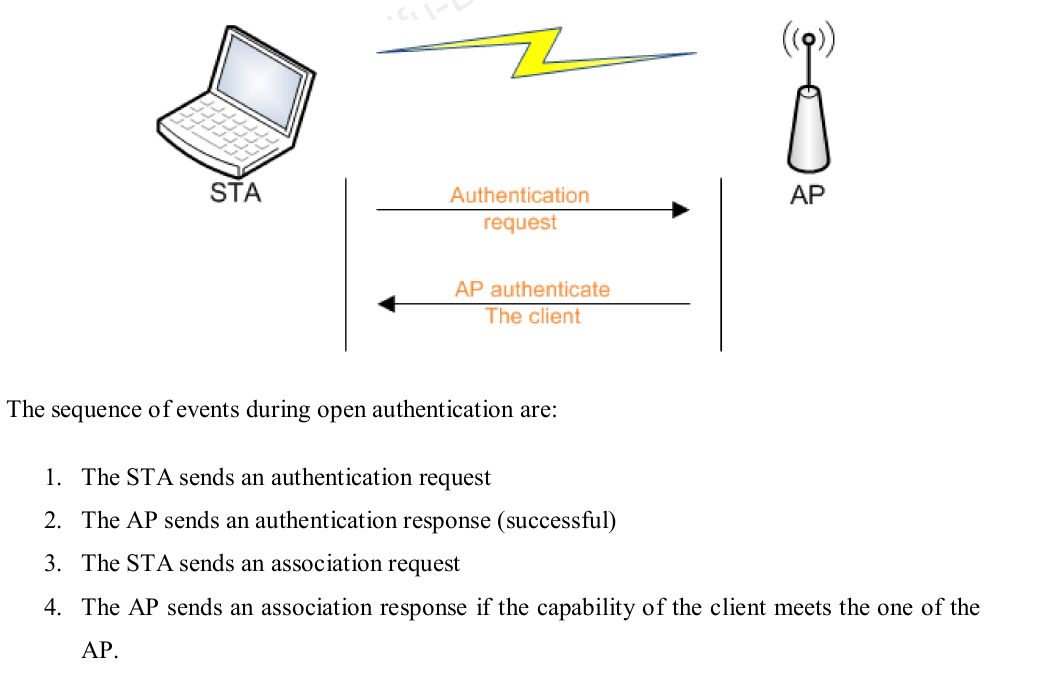 STA
AP
Authentication
request
AP authenticate
The client
The sequence of events during open authentication are:
1. The STA sends an authentication request
2. The AP sends an authentication response (successful)
3. The STA sends an association request
4. The AP sends an association response if the capability of the client meets the one of the
AP.